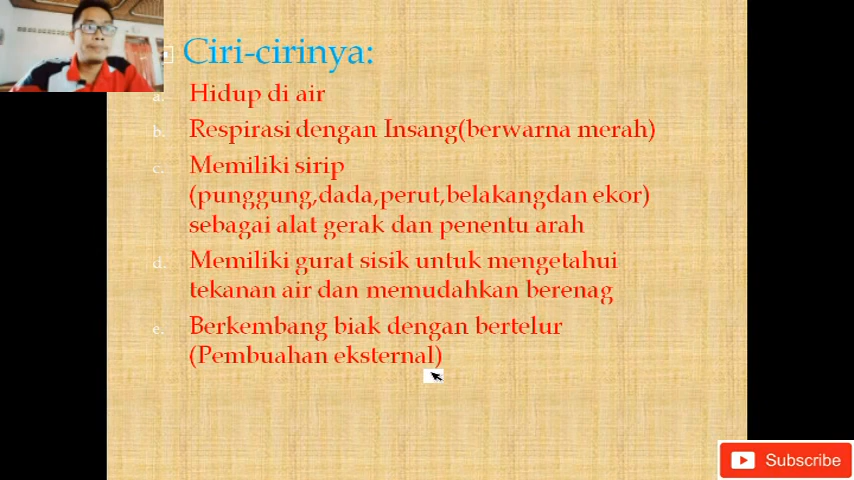 Ciri-cirinya:
a. Hidup di air
b. Respirasi dengan Insang(berwarna merah)
c. Memiliki sirip
(punggung,dada,perut,belakangdan ekor)
sebagai alat gerak dan penentu arah
d. Memiliki gurat sisik untuk mengetahui
tekanan air dan memudahkan berenag
e. Berkembang biak dengan bertelur
(Pembuahan eksternal)
Subscribe